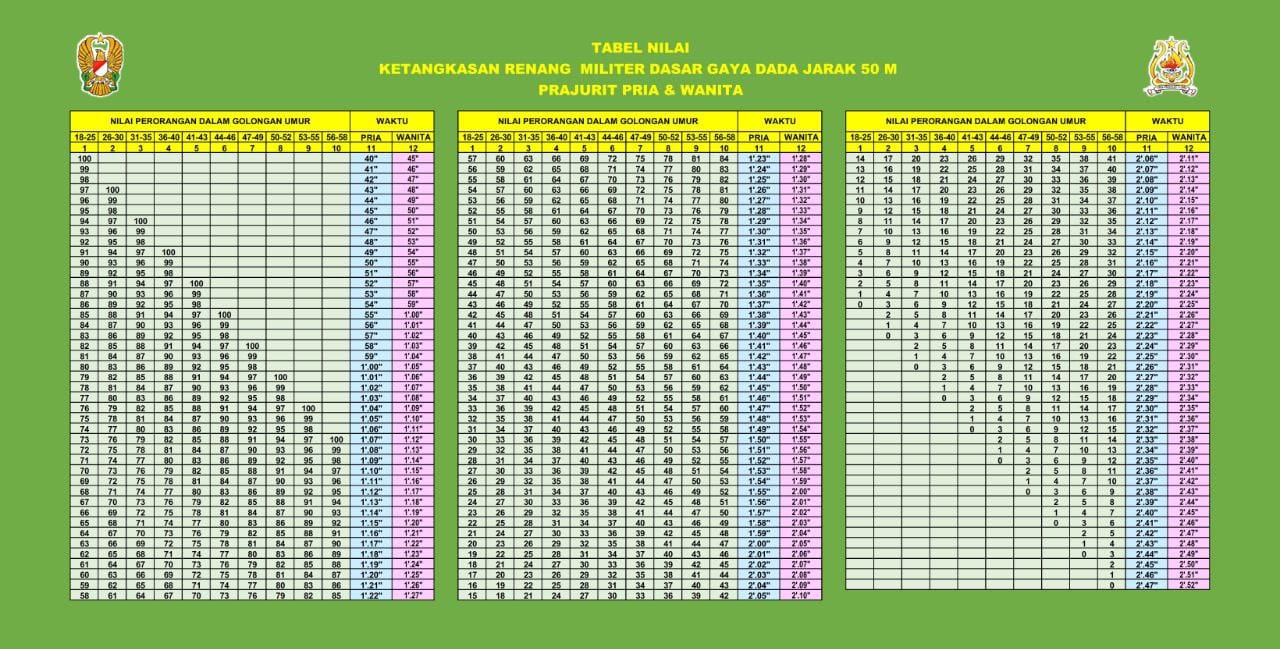 TABEL NILAI
KETANGKASAN RENANG MILITER DASAR GAYA DADA JARAK 50 M
PRAJURIT PRIA & WANITA
NILAI PERORANGAN DALAM GOLONGAN UMUR WAKTU
18-25 26-30 31-35 36-40 41-43 44-46 47-49 50-52 53-55 56-58 PRIA WANITA
1 2 3 4 5 6 7 8 9 10 11 12
100 40" 45"
99 41" 46"
98 42" 47"
97 100 43" 48"
96 99 44" 49"
95 98 45" 50"
94 97 100 46" 51"
93 96 99 47" 52"
92 95 98 48" 53"
91 94 97 100 49" 54"
90 93 96 99 50" 55"
89 92 95 98 51" 56"
88 91 94 97 100 52" 57"
87 90 93 96 99 53" 58"
86 89 92 95 98 54" 59"
85 88 91 94 97 100 55" 1'.00"
84 87 90 93 96 99 56" 1'.01"
83 86 89 92 95 98 57" 1'.02"
82 85 88 91 94 97 100 58" 1'.03"
81 84 87 90 93 96 99 59" 1'.04"
80 83 86 89 92 95 98 1'.00" 1'.05"
79 82 85 88 91 94 97 100 1'.01" 1'.06"
78 81 84 87 90 93 96 99 1'.02" 1'.07"
77 80 83 86 89 92 95 98 1'.03" 1'.08"
76 79 82 85 88 91 94 97 100 1'.04" 1'.09"
75 78 81 84 87 90 93 96 99 1'.05" 1'.10"
74 77 80 83 86 89 92 95 98 1'.06" 1'.11"
73 76 79 82 85 88 91 94 97 100 1'.07" 1'.12"
72 75 78 81 84 87 90 93 96 99 1'.08" 1'.13"
71 74 77 80 83 86 89 92 95 98 1'.09" 1'.14"
70 73 76 79 82 85 88 91 94 97 1'.10" 1'.15"
69 72 75 78 81 84 87 90 93 96 1'.11" 1'.16"
68 71 74 77 80 83 86 89 92 95 1'.12" 1'.17"
67 70 73 76 79 82 85 88 91 94 1'.13" 1'.18"
66 69 72 75 78 81 84 87 90 93 1'.14" 1'.19"
65 68 71 74 77 80 83 86 89 92 1'.15" 1'.20"
64 67 70 73 76 79 82 85 88 91 1'.16" 1'.21"
63 66 69 72 75 78 81 84 87 90 1'.17" 1'.22"
62 65 68 71 74 77 80 83 86 89 1'.18" 1'.23"
61 64 67 70 73 76 79 82 85 88 1'.19" 1'.24"
60 63 66 69 72 75 78 81 84 87 1'.20" 1'.25"
59 62 65 68 71 74 77 80 83 86 1'.21" 1'.26"
58 61 64 67 70 73 76 79 82 85 1'.22" 1'.27"
NILAI PERORANGAN DALAM GOLONGAN UMUR WAKTU
18-25 26-30 31-35 36-40 41-43 44-46 47-49 50-52 53-55 56-58 PRIA WANITA
1 2 3 4 5 6 7 8 9 10 11 12
57 60 63 66 69 72 75 78 81 84 1'.23" 1'.28"
56 59 62 65 68 71 74 77 80 83 1'.24" 1'.29"
55 58 61 64 67 70 73 76 79 82 1'.25" 1'.30"
54 57 60 63 66 69 72 75 78 81 1'.26" 1'.31"
53 56 59 62 65 68 71 74 77 80 1'.27" 1'.32"
52 55 58 61 64 67 70 73 76 79 1'.28" 1'.33"
51 54 57 60 63 66 69 72 75 78 1'.29" 1'.34"
50 53 56 59 62 65 68 71 74 77 1'.30" 1'.35"
49 52 55 58 61 64 67 70 73 76 1'.31" 1'.36"
48 51 54 57 60 63 66 69 72 75 1'.32" 1'.37"
47 50 53 56 59 62 65 68 71 74 1'.33" 1'.38"
46 49 52 55 58 61 64 67 70 73 1'.34" 1'.39"
45 48 51 54 57 60 63 66 69 72 1'.35" 1'.40"
44 47 50 53 56 59 62 65 68 71 1'.36" 1'.41"
43 46 49 52 55 58 61 64 67 70 1'.37" 1'.42"
42 45 48 51 54 57 60 63 66 69 1'.38" 1'.43"
41 44 47 50 53 56 59 62 65 68 1'.39" 1'.44"
40 43 46 49 52 55 58 61 64 67 1'.40" 1'.45"
39 42 45 48 51 54 57 60 63 66 1'.41" 1'.46"
38 41 44 47 50 53 56 59 62 65 1'.42" 1'.47"
37 40 43 46 49 52 55 58 61 64 1'.43" 1'.48"
36 39 42 45 48 51 54 57 60 63 1'.44" 1'.49"
35 38 41 44 47 50 53 56 59 62 1'.45" 1'.50"
34 37 40 43 46 49 52 55 58 61 1'.46" 1'.51"
33 36 39 42 45 48 51 54 57 60 1'.47" 1'.52"
32 35 38 41 44 47 50 53 56 59 1'.48" 1'.53"
31 34 37 40 43 46 49 52 55 58 1'.49" 1'.54"
30 33 36 39 42 45 48 51 54 57 1'.50" 1'.55"
29 32 35 38 41 44 47 50 53 56 1'.51" 1'.56"
28 31 34 37 40 43 46 49 52 55 1'.52" 1'.57"
27 30 33 36 39 42 45 48 51 54 1'.53" 1'.58"
26 29 32 35 38 41 44 47 50 53 1'.54" 1'.59"
25 28 31 34 37 40 43 46 49 52 1'.55" 2'.00"
24 27 30 33 36 39 42 45 48 51 1'.56" 2'.01"
23 26 29 32 35 38 41 44 47 50 1'.57" 2'.02"
22 25 28 31 34 37 40 43 46 49 1'.58" 2'.03"
21 24 27 30 33 36 39 42 45 48 1'.59" 2'.04"
20 23 26 29 32 35 38 41 44 47 2'.00" 2'.05"
19 22 25 28 31 34 37 40 43 46 2'.01" 2'.06"
18 21 24 27 30 33 36 39 42 45 2'.02" 2'.07"
17 20 23 26 29 32 35 38 41 44 2'.03" 2'.08"
16 19 22 25 28 31 34 37 40 43 2'.04" 2'.09"
15 18 21 24 27 30 33 36 39 42 2'.05" 2'.10"
NILAI PERORANGAN DALAM GOLONGAN UMUR WAKTU
18-25 26-30 31-35 36-40 41-43 44-46 47-49 50-52 53-55 56-58 PRIA WANITA
1 2 3 4 5 6 7 8 9 10 11 12
14 17 20 23 26 29 32 35 38 41 2'.06" 2'.11"
13 16 19 22 25 28 31 34 37 40 2'.07" 2'.12"
12 15 18 21 24 27 30 33 36 39 2'.08" 2'.13"
11 14 17 20 23 26 29 32 35 38 2'.09" 2'.14"
10 13 16 19 22 25 28 31 34 37 2'.10" 2'.15"
9 12 15 18 21 24 27 30 33 36 2'.11" 2'.16"
8 11 14 17 20 23 26 29 32 35 2'.12" 2'.17"
7 10 13 16 19 22 25 28 31 34 2'.13" 2'.18"
6 9 12 15 18 21 24 27 30 33 2'.14" 2'.19"
5 8 11 14 17 20 23 26 29 32 2'.15" 2'.20"
4 7 10 13 16 19 22 25 28 31 2'.16" 2'.21"
3 6 9 12 15 18 21 24 27 30 2'.17" 2'.22"
2 5 8 11 14 17 20 23 26 29 2'.18" 2'.23"
1 4 7 10 13 16 19 22 25 28 2'.19" 2'.24"
0 3 6 9 12 15 18 21 24 27 2'.20" 2'.25"
2 5 8 11 14 17 20 23 26 2'.21" 2'.26"
1 4 7 10 13 16 19 22 25 2'.22" 2'.27"
0 3 6 9 12 15 18 21 24 2'.23" 2'.28"
2 5 8 11 14 17 20 23 2'.24" 2'.29"
1 4 7 10 13 16 19 22 2'.25" 2'.30"
0 3 6 9 12 15 18 21 2'.26" 2'.31"
2 5 8 11 14 17 20 2'.27" 2'.32"
1 4 7 10 13 16 19 2'.28" 2'.33"
0 3 6 9 12 15 18 2'.29" 2'.34"
2 5 8 11 14 17 2'.30" 2'.35"
1 4 7 10 13 16 2'.31" 2'.36"
0 3 6 9 12 15 2'.32" 2'.37"
2 5 8 11 14 2'.33" 2'.38"
1 4 7 10 13 2'.34" 2'.39"
0 3 6 9 12 2'.35" 2'.40"
2 5 8 11 2'.36" 2'.41"
1 4 7 10 2'.37" 2'.42"
0 3 6 9 2'.38" 2'.43"
2 5 8 2'.39" 2'.44"
1 4 7 2'.40" 2'.45"
0 3 6 2'.41" 2'.46"
2 5 2'.42" 2'.47"
1 4 2'.43" 2'.48"
0 3 2'.44" 2'.49"
2 2'.45" 2'.50"
1 2'.46" 2'.51"
0 2'.47" 2'.52"